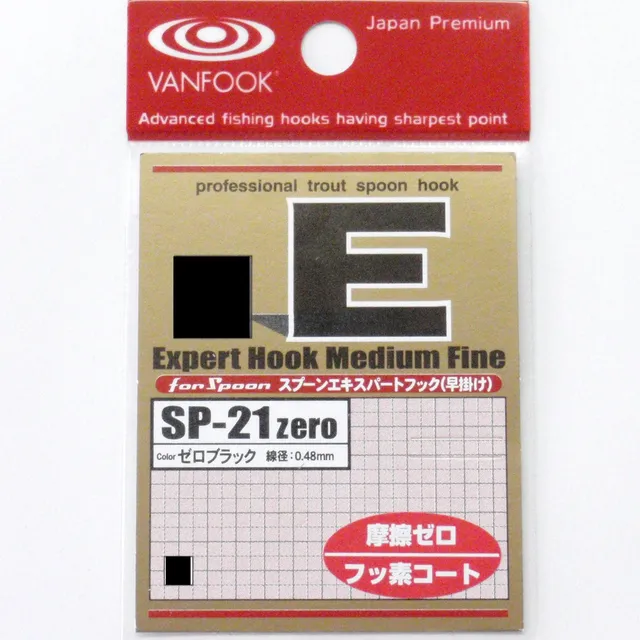 Japan Premium
VANFOOK®
Advanced fishing hooks having sharpest point
professional trout spoon hook
E
Expert Hook Medium Fine
for Spoon スプーンエキスパートフック(早掛け)
SP-21 zero
Color ゼロブラック 線径:0.48mm
摩擦ゼロ
フッ素コート